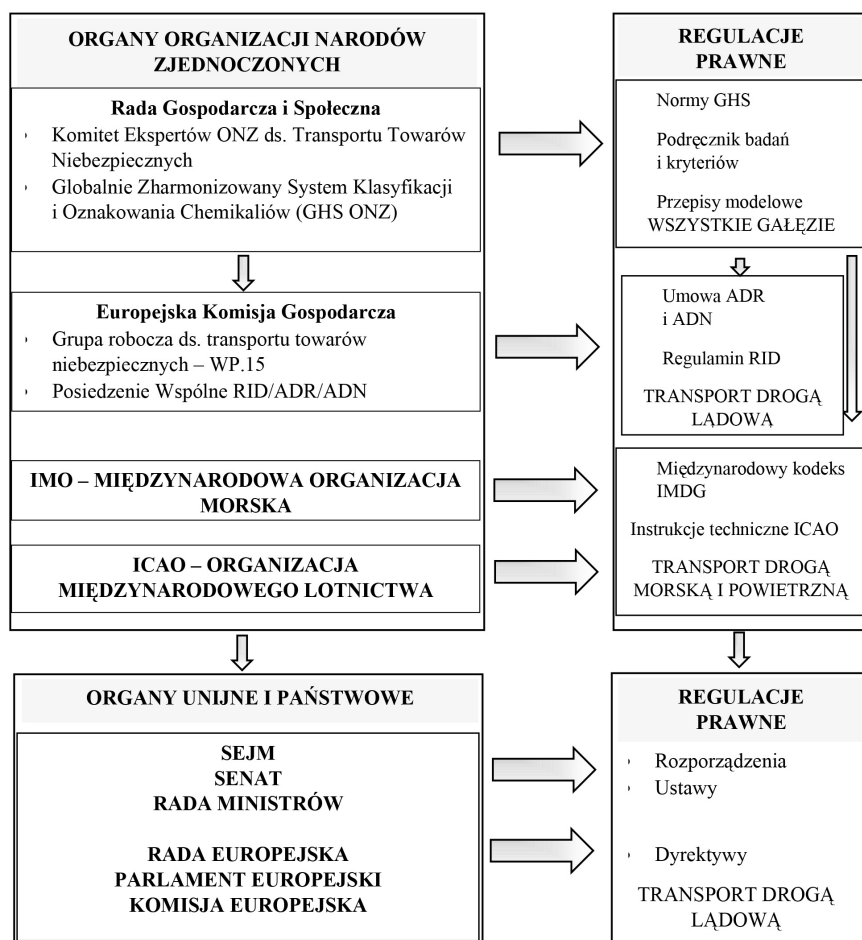 ORGANY ORGANIZACJI NARODÓW
ZJEDNOCZONYCH
Rada Gospodarcza i Społeczna
Komitet Ekspertów ONZ ds. Transportu Towarów
Niebezpiecznych
Globalnie Zharmonizowany System Klasyfikacji
i Oznakowania Chemikaliów (GHS ONZ)
Europejska Komisja Gospodarcza
Grupa robocza ds. transportu towarów
niebezpiecznych – WP.15
Posiedzenie Wspólne RID/ADR/ADN
IMO – MIĘDZYNARODOWA ORGANIZACJA
MORSKA
ICAO – ORGANIZACJA
MIĘDZYNARODOWEGO LOTNICTWA
REGULACJE
PRAWNE
Normy GHS
Podręcznik badań
i kryteriów
Przepisy modelowe
WSZYSTKIE GAŁĘZIE
Umowa ADR
i ADN
Regulamin RID
TRANSPORT DROGĄ
LĄDOWĄ
Międzynarodowy kodeks
IMDG
Instrukcje techniczne ICAO
TRANSPORT DROGĄ
MORSKĄ I POWIETRZNĄ
ORGANY UNIJNE I PAŃSTWOWE
SEJM
SENAT
RADA MINISTRÓW
RADA EUROPEJSKA
PARLAMENT EUROPEJSKI
KOMISJA EUROPEJSKA
REGULACJE
PRAWNE
Rozporządzenia
Ustawy
Dyrektywy
TRANSPORT DROGĄ
LĄDOWĄ